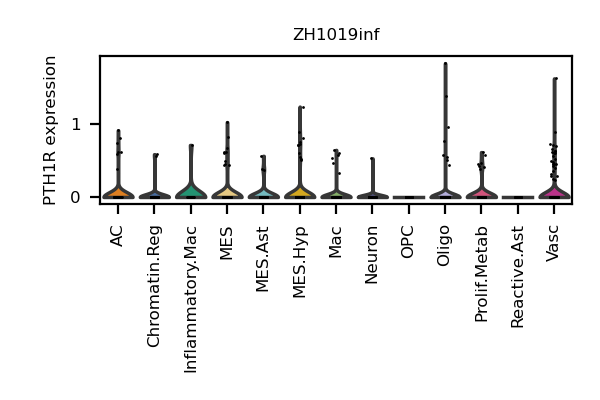 ZH1019inf
PTH1R expression
1
0
AC
Chromatin.Reg
Inflammatory.Mac
MES
MES.Ast
MES.Hyp
Mac
Neuron
OPC
Oligo
Prolif.Metab
Reactive.Ast
Vasc